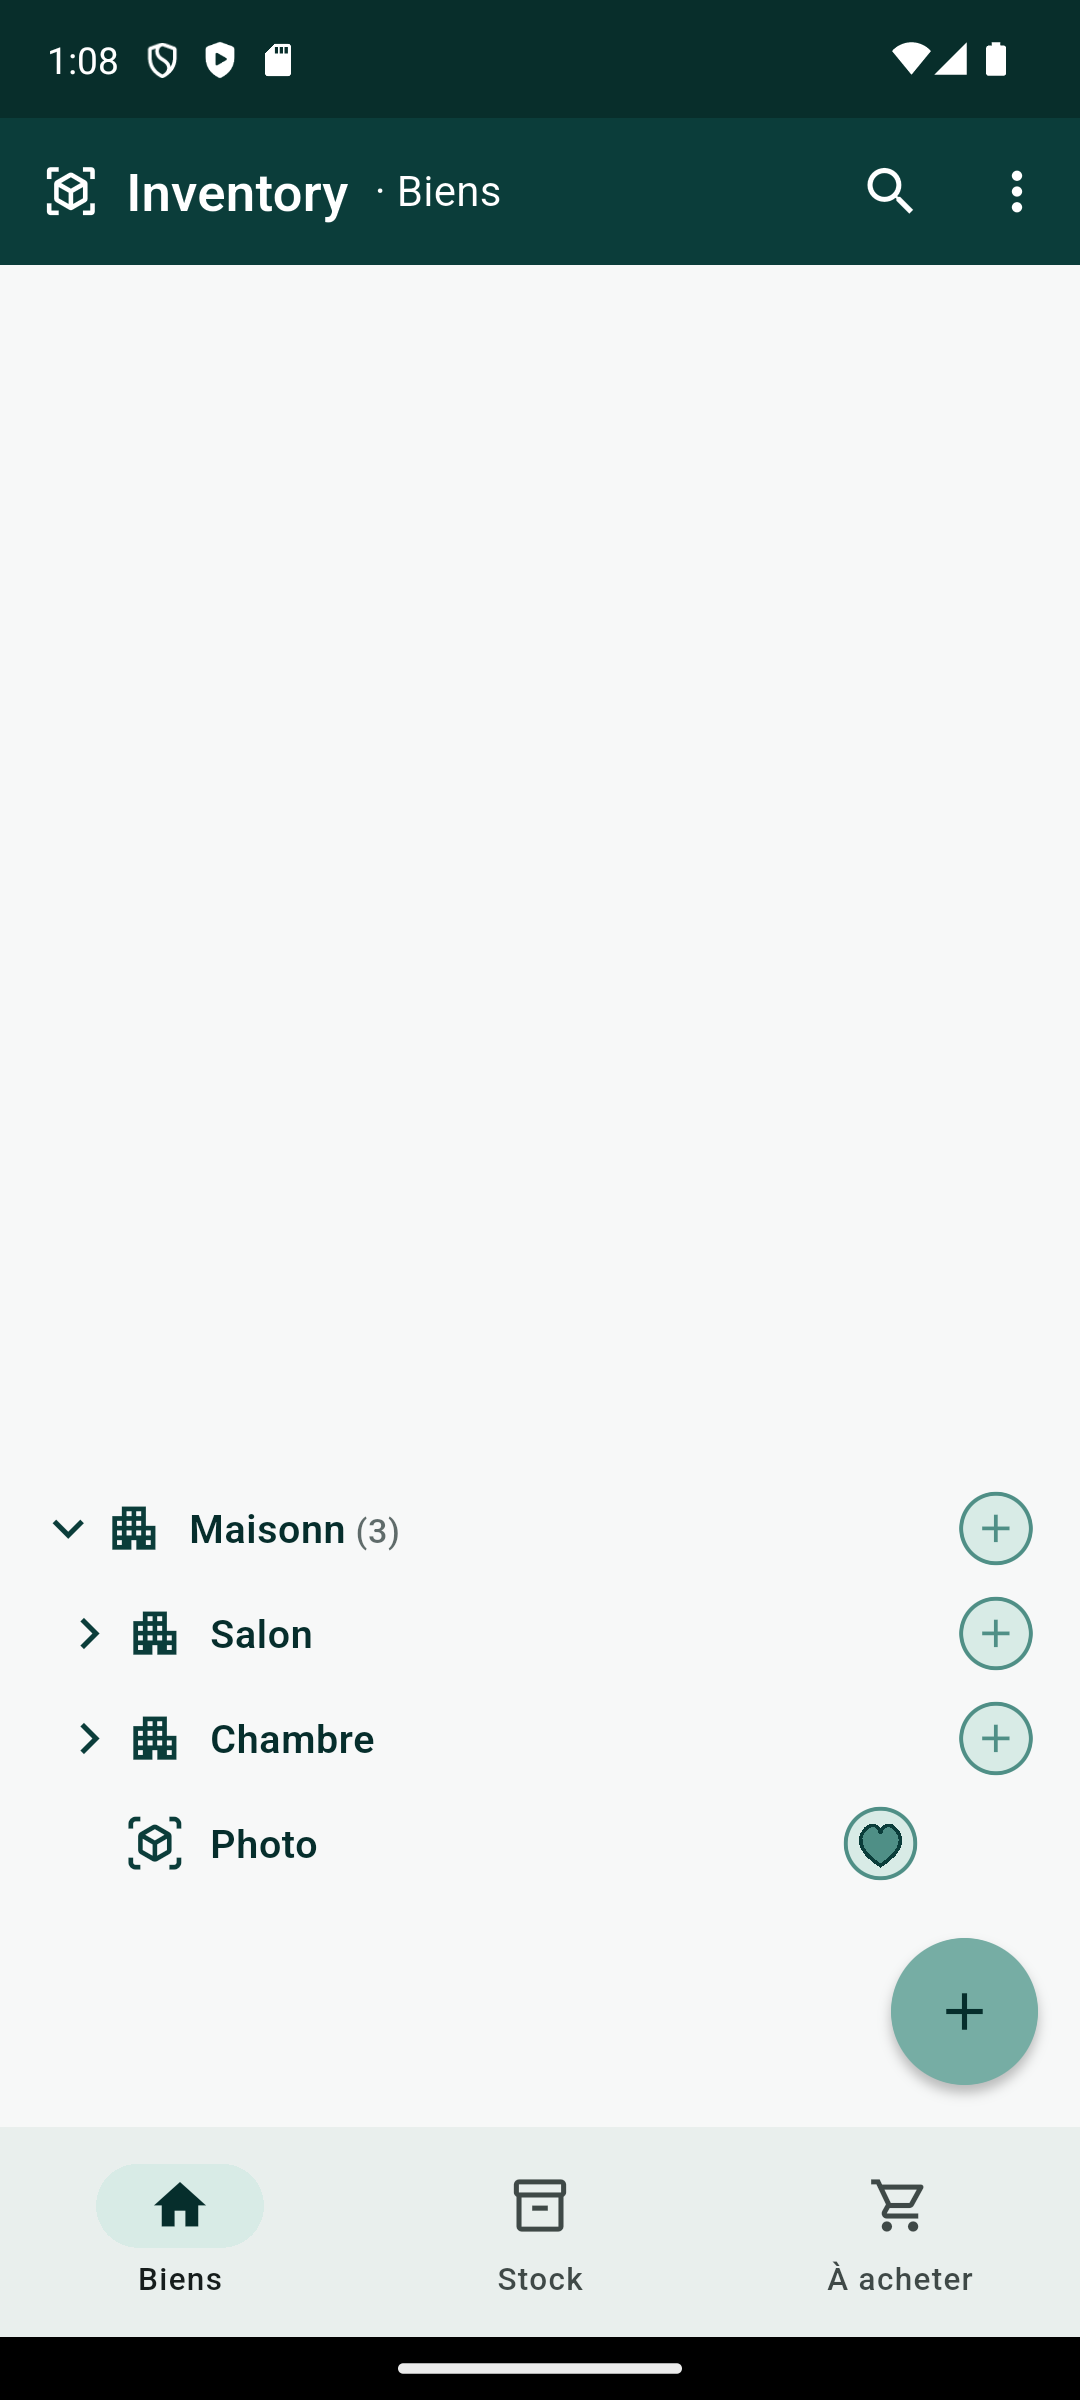 1:08
Inventory · Biens
Maisonn (3)
Salon
Chambre
Photo
Biens
Stock
À acheter